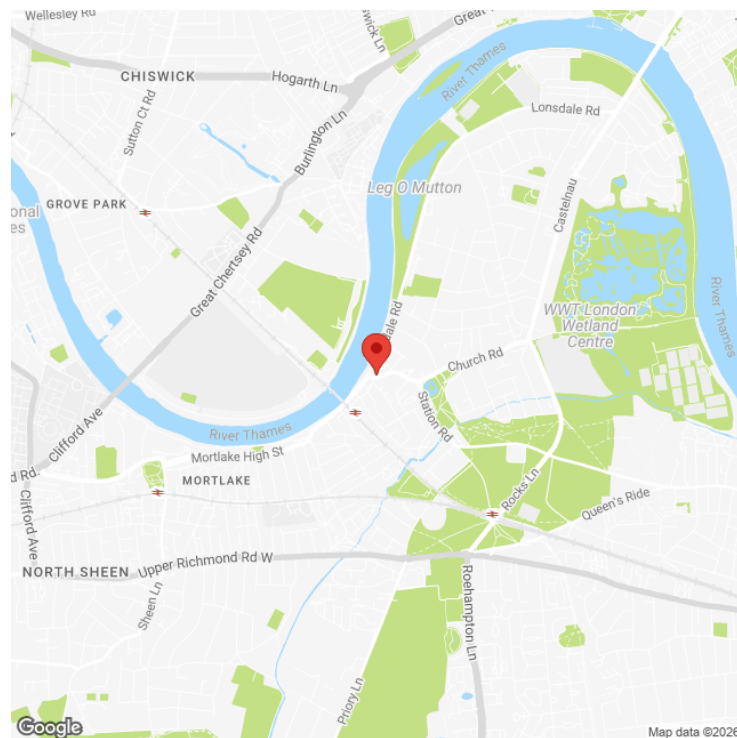 Wellesley Rd
swick Ln
Great
CHISWICK
Hogarth Ln
River Thames
Lonsdale Rd
Sutton Ct Rd
Burlington Ln
Leg O Mutton
Castelnau
GROVE PARK
onal
es
Great Chertsey Rd
River Thames
WWT London
Wetland
Centre
dale Rd
Church Rd
Station Rd
Clifford Ave
River Thames
Mortlake High St
d Rd.
MORTLAKE
Rocks Ln
Queen's Ride
Clifford Ave
NORTH SHEEN
Upper Richmond Rd W
Sheen Ln
Roehampton Ln
Priory Ln
Google
Map data ©2026